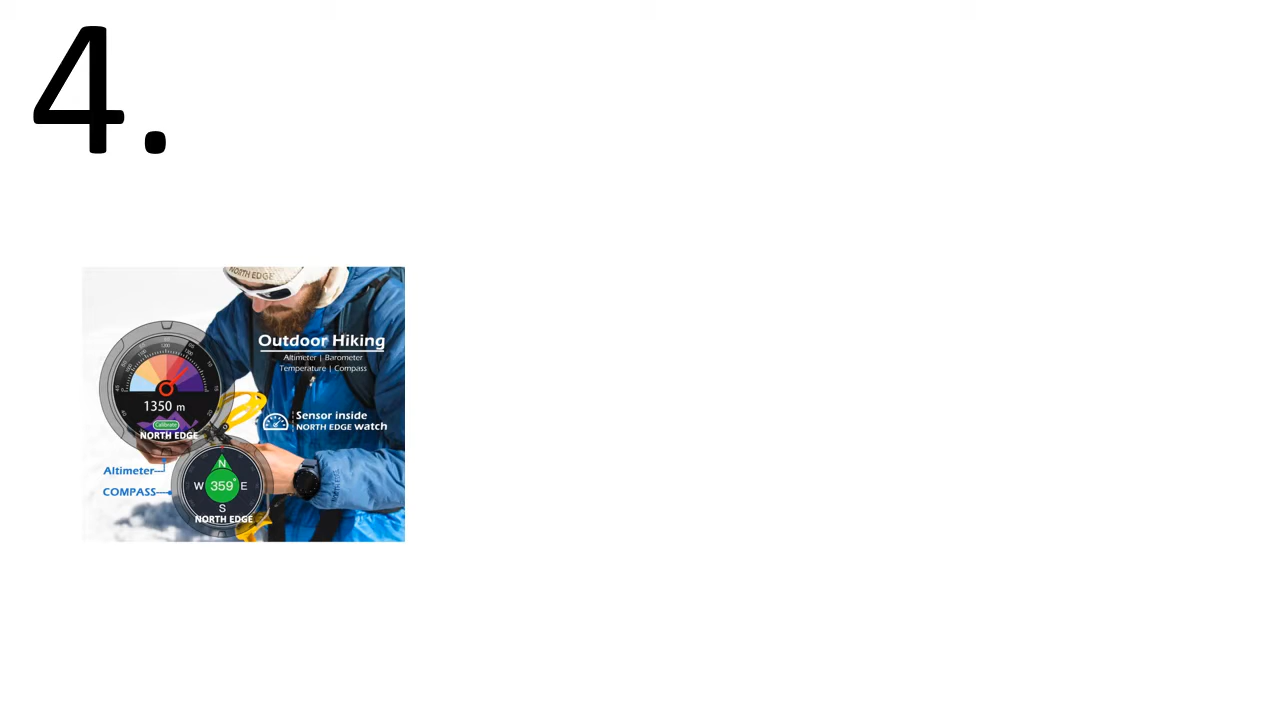 4.
NORTH EDGE
Outdoor Hiking
Altimeter | Barometer
Temperature | Compass
1350 m
Calibrate
NORTH EDGE
Sensor inside
NORTH EDGE watch
Altimeter
COMPASS
N
W 359° E
S
NORTH EDGE